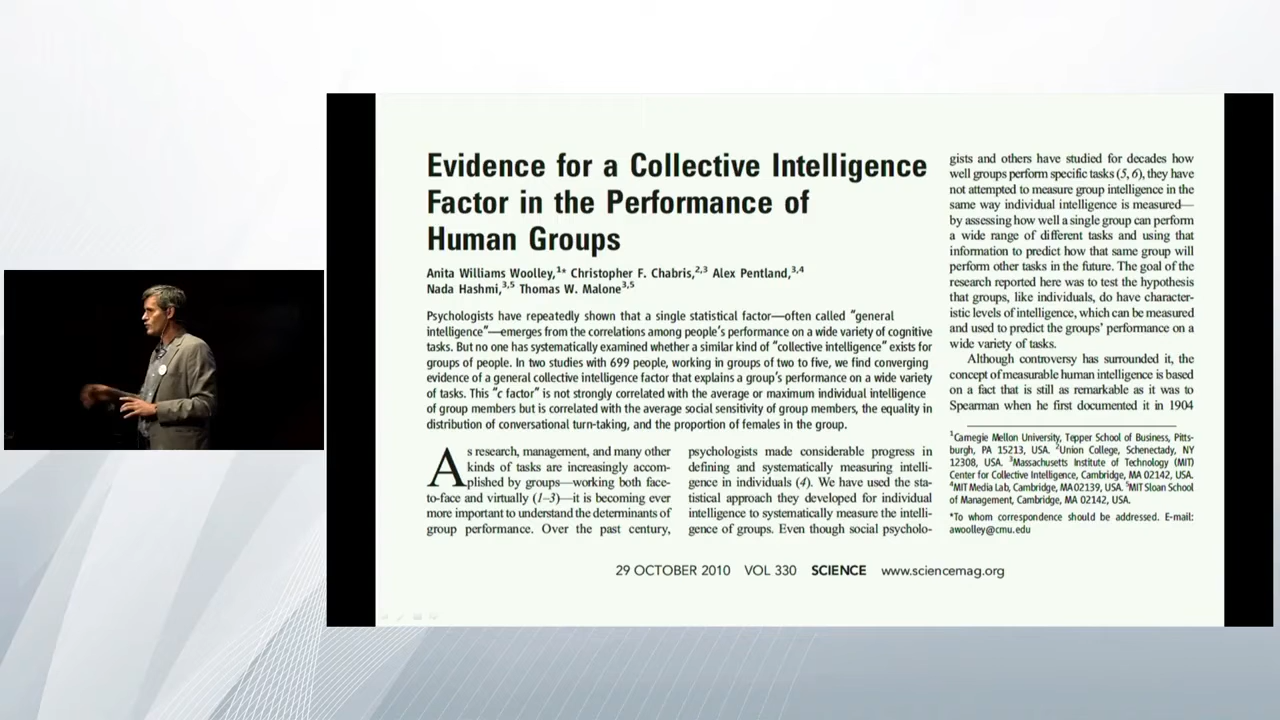 Evidence for a Collective Intelligence
Factor in the Performance of
Human Groups
Anita Williams Woolley,1* Christopher F. Chabris,2,3 Alex Pentland,3,4
Nada Hashmi,3,5 Thomas W. Malone3,5
Psychologists have repeatedly shown that a single statistical factor—often called “general
intelligence”—emerges from the correlations among people’s performance on a wide variety of cognitive
tasks. But no one has systematically examined whether a similar kind of “collective intelligence” exists for
groups of people. In two studies with 699 people, working in groups of two to five, we find converging
evidence of a general collective intelligence factor that explains a group’s performance on a wide variety
of tasks. This “c factor” is not strongly correlated with the average or maximum individual intelligence
of group members but is correlated with the average social sensitivity of group members, the equality in
distribution of conversational turn-taking, and the proportion of females in the group.
As research, management, and many other
kinds of tasks are increasingly accom-
plished by groups—working both face-
to-face and virtually (1–3)—it is becoming ever
more important to understand the determinants of
group performance. Over the past century,
psychologists made considerable progress in
defining and systematically measuring intelli-
gence in individuals (4). We have used the sta-
tistical approach they developed for individual
intelligence to systematically measure the intelli-
gence of groups. Even though social psycholo-
gists and others have studied for decades how
well groups perform specific tasks (5, 6), they have
not attempted to measure group intelligence in the
same way individual intelligence is measured—
by assessing how well a single group can perform
a wide range of different tasks and using that
information to predict how that same group will
perform other tasks in the future. The goal of the
research reported here was to test the hypothesis
that groups, like individuals, do have character-
istic levels of intelligence, which can be measured
and used to predict the groups’ performance on a
wide variety of tasks.
Although controversy has surrounded it, the
concept of measurable human intelligence is based
on a fact that is still as remarkable as it was to
Spearman when he first documented it in 1904
1Carnegie Mellon University, Tepper School of Business, Pitts-
burgh, PA 15213, USA. 2Union College, Schenectady, NY
12308, USA. 3Massachusetts Institute of Technology (MIT)
Center for Collective Intelligence, Cambridge, MA 02142, USA.
4MIT Media Lab, Cambridge, MA 02139, USA. 5MIT Sloan School
of Management, Cambridge, MA 02142, USA.
*To whom correspondence should be addressed. E-mail:
awoolley@cmu.edu
29 OCTOBER 2010 VOL 330 SCIENCE www.sciencemag.org